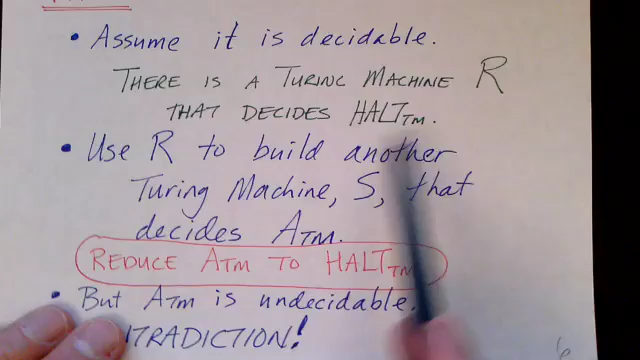 • Assume it is decidable.
THERE IS A TURING MACHINE R
THAT DECIDES HALTTM.
• Use R to build another
Turing Machine, S, that
decides ATM.
REDUCE ATM TO HALTTM
• But ATM is undecidable.
TRADICTION!
6